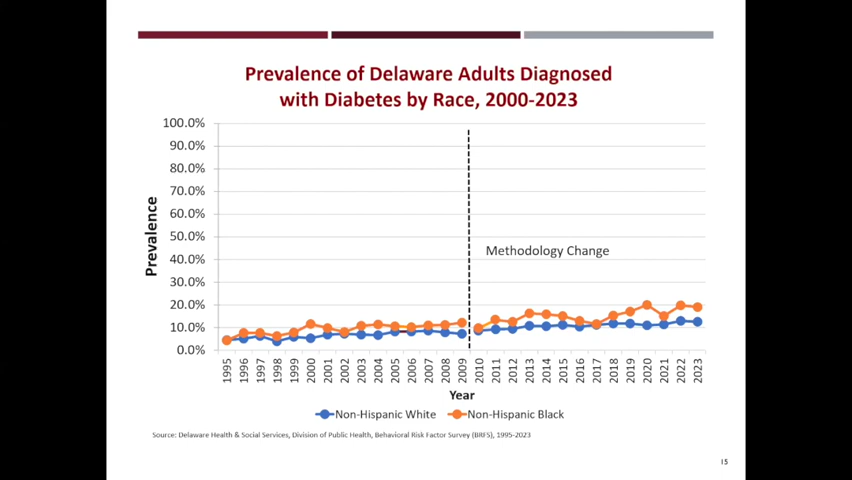 Prevalence of Delaware Adults Diagnosed
with Diabetes by Race, 2000-2023
100.0%
90.0%
80.0%
70.0%
60.0%
50.0%
40.0%
30.0%
20.0%
10.0%
0.0%
Prevalence
Methodology Change
1995 1996 1997 1998 1999 2000 2001 2002 2003 2004 2005 2006 2007 2008 2009 2010 2011 2012 2013 2014 2015 2016 2017 2018 2019 2020 2021 2022 2023
Year
Non-Hispanic White Non-Hispanic Black
Source: Delaware Health & Social Services, Division of Public Health, Behavioral Risk Factor Survey (BRFS), 1995-2023
15